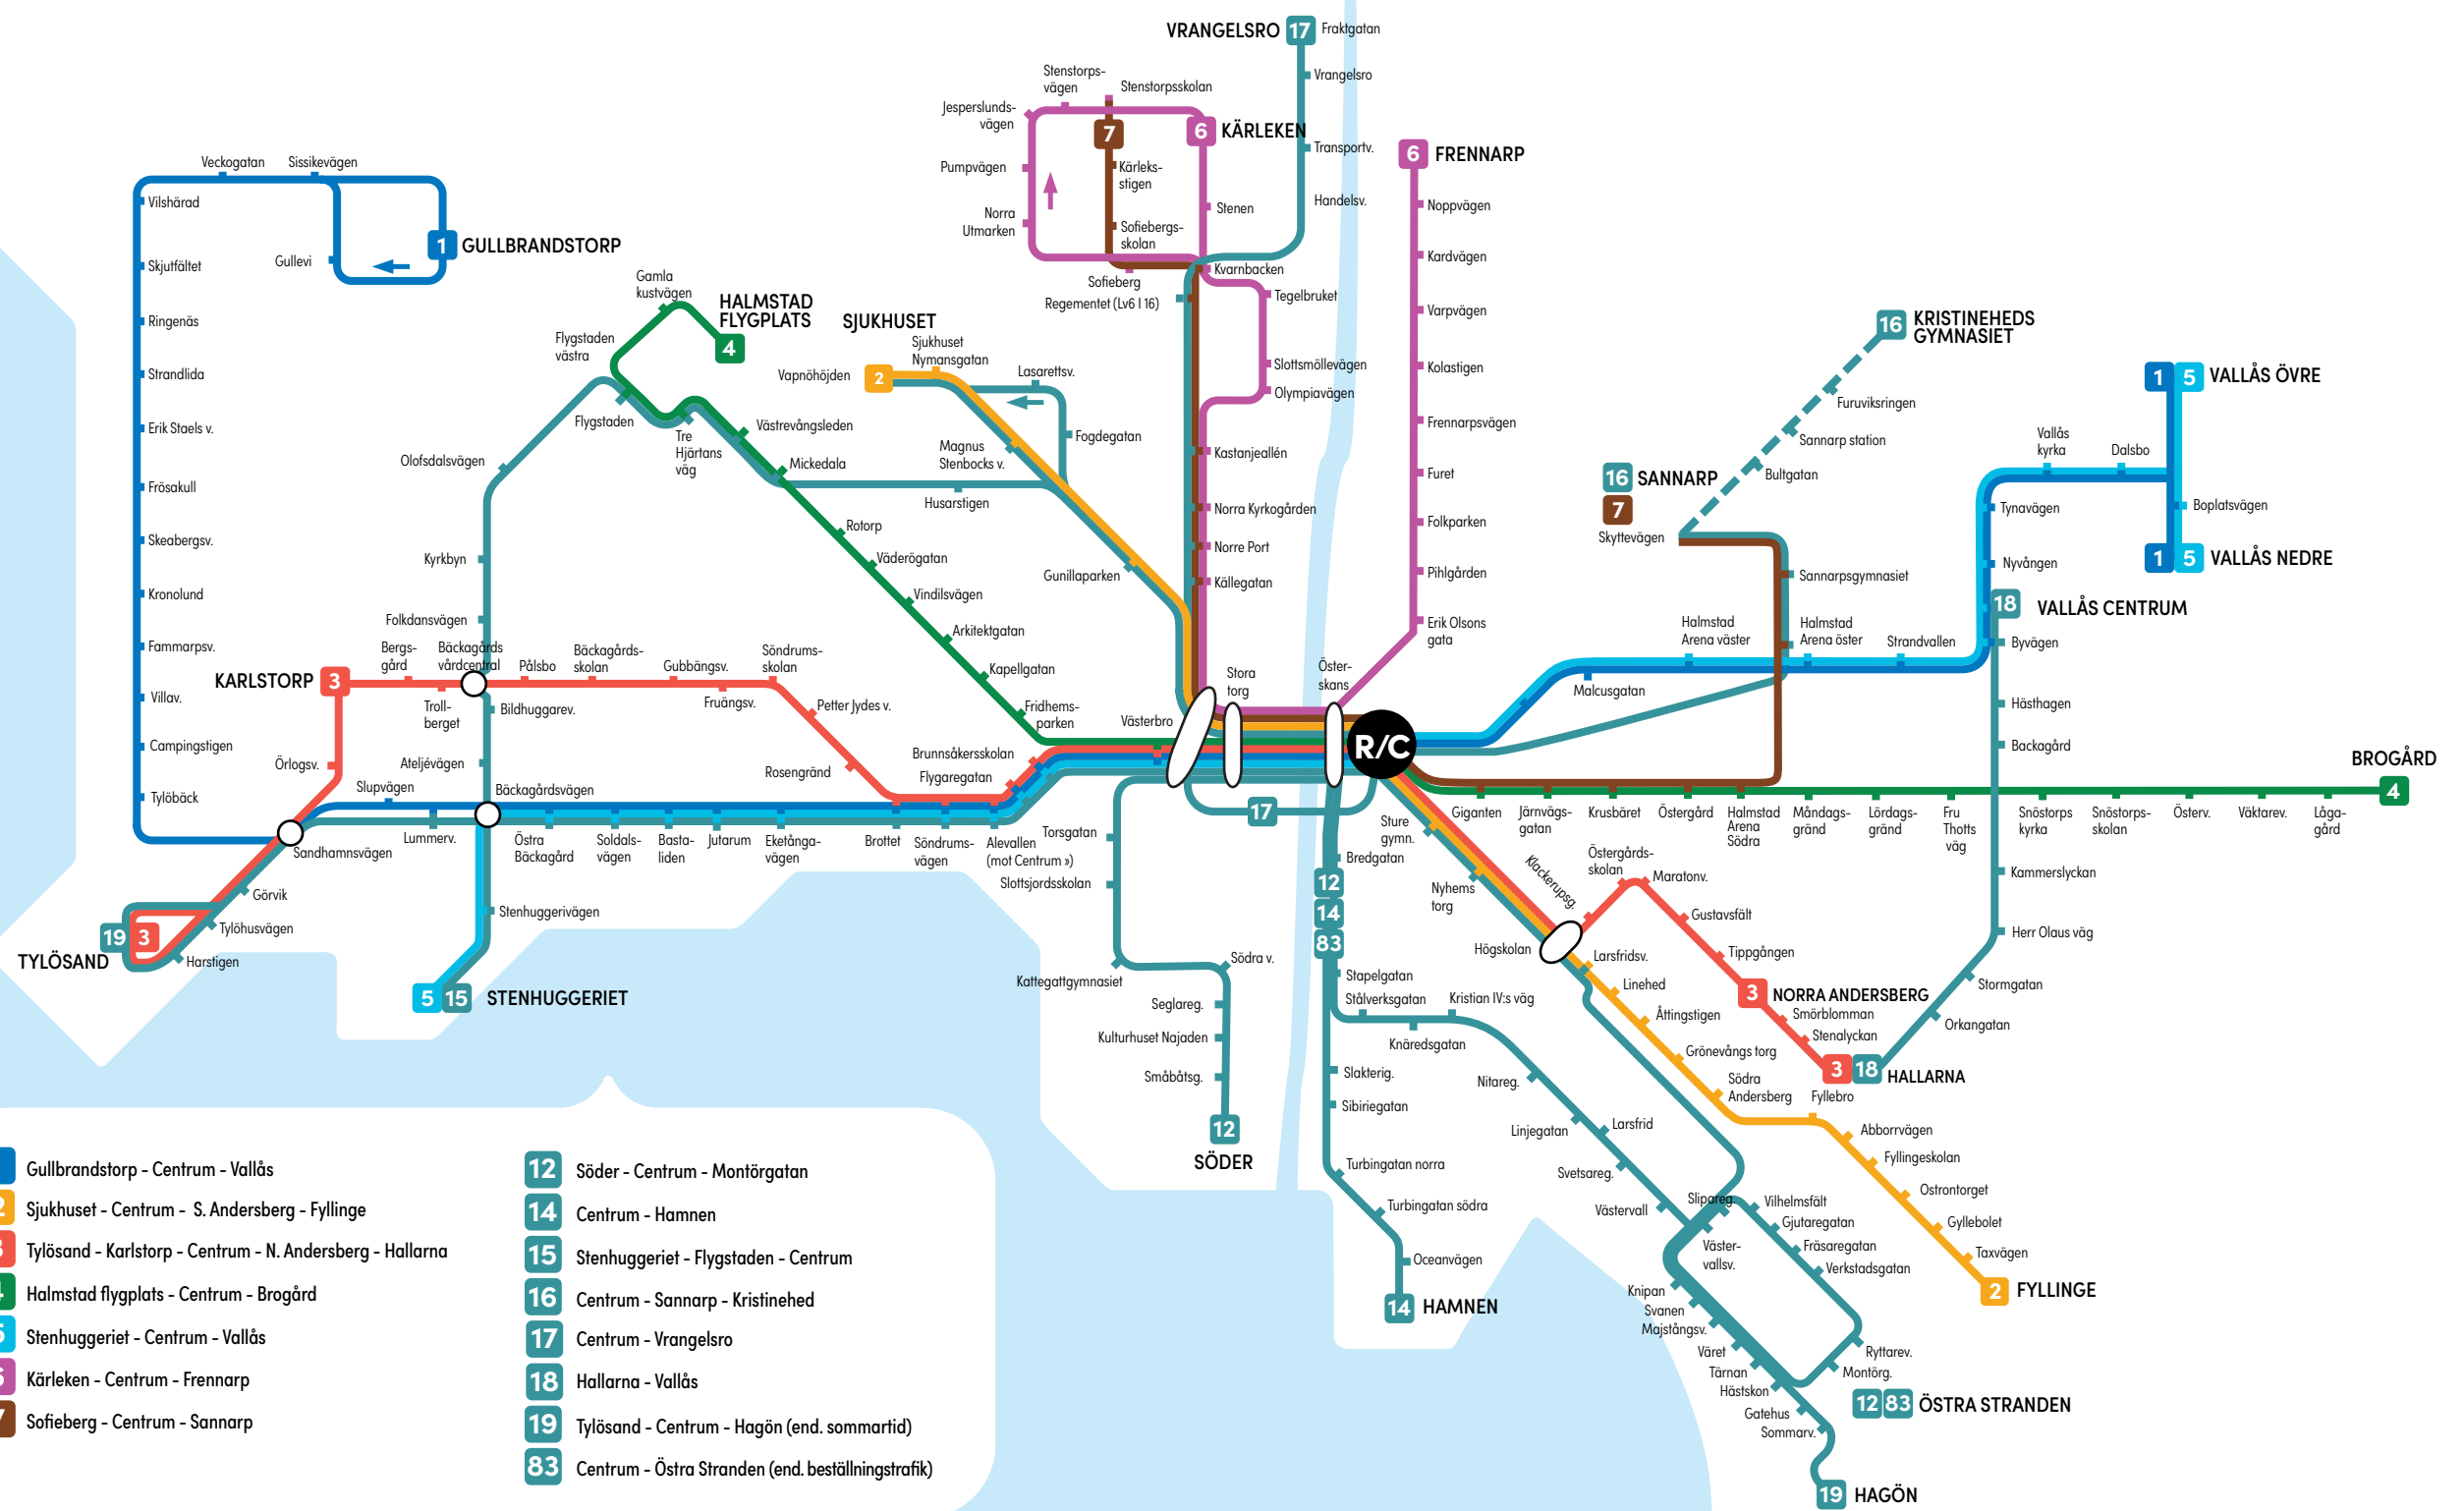 VRANGELSRO 17 Fraktgatan
Vrangelsro
Transportv.
Handelsv.
Stenstorps-
vägen
Stenstorpsskolan
Jesperslunds-
vägen
7
6 KÄRLEKEN
Pumpvägen
Kärleks-
stigen
Norra
Utmarken
Sofiebergs-
skolan
Stenen
Sofieberg
Kvarnbacken
Regementet (Lv6 I 16)
Tegelbruket
Slottsmöllevägen
Olympiavägen
Kastanjeallén
Norra Kyrkogården
Norre Port
Källegatan
6 FRENNARP
Noppvägen
Kardvägen
Varpvägen
Kolastigen
Frennarpsvägen
Furet
Folkparken
Pihlgården
Erik Olsons
gata
Veckogatan
Sissikevägen
1 GULLBRANDSTORP
Gullevi
Vilshärad
Skjutfältet
Ringenäs
Strandlida
Erik Staels v.
Frösakull
Skeabergsv.
Kronolund
Fammarpsv.
Villav.
Campingstigen
Tylöbäck
Gamla
kustvägen
HALMSTAD
FLYGPLATS
4
Flygstaden
västra
Flygstaden
Tre
Hjärtans
väg
Västrevångsleden
Mickedala
Rotorp
Väderögatan
Vindilsvägen
Arkitektgatan
Kapellgatan
Fridhems-
parken
SJUKHUSET
Sjukhuset
Nymansgatan
Vapnöhöjden
2
Lasarettsv.
Fogdegatan
Magnus
Stenbocks v.
Husarstigen
Gunillaparken
Olofsdalsvägen
Kyrkbyn
Folkdansvägen
Bäckagårds
vårdcentral
Bildhuggarev.
Ateljévägen
Bäckagårdsvägen
Stenhuggerivägen
5 15 STENHUGGERIET
KARLSTORP 3
Bergs-
gård
Troll-
berget
Pålsbo
Bäckagårds-
skolan
Gubbängsv.
Fruängsv.
Söndrums-
skolan
Petter Jydes v.
Rosengränd
Brunnsåkersskolan
Flygaregatan
Örlogsv.
Slupvägen
Lummerv.
Sandhamnsvägen
Görvik
Tylöhusvägen
Harstigen
19 3
TYLÖSAND
Östra
Bäckagård
Soldals-
vägen
Basta-
liden
Jutarum
Eketånga-
vägen
Brottet
Söndrums-
vägen
Alevallen
(mot Centrum »)
Västerbro
Stora
torg
Öster-
skans
R/C
17
Torsgatan
Slottsjordsskolan
Kattegattgymnasiet
Södra v.
Seglareg.
Kulturhuset Najaden
Småbåtsg.
12
SÖDER
Bredgatan
12
14
83
Stapelgatan
Stålverksgatan
Kristian IV:s väg
Knäredsgatan
Slakterig.
Sibiriegatan
Turbingatan norra
Turbingatan södra
Oceanvägen
14 HAMNEN
Nitareg.
Linjegatan
Larsfrid
Svetsareg.
Västervall
Slipareg.
Väster-
vallsv.
Vilhelmsfält
Gjutaregatan
Fräsaregatan
Verkstadsgatan
Ryttarev.
Montörg.
12 83 ÖSTRA STRANDEN
Knipan
Svanen
Majstångsv.
Väret
Tärnan
Hästskon
Gatehus
Sommarv.
19 HAGÖN
16 KRISTINEHEDS
GYMNASIET
Furuviksringen
Sannarp station
Bultgatan
16 SANNARP
7
Skyttevägen
Sannarpsgymnasiet
Halmstad
Arena väster
Halmstad
Arena öster
Strandvallen
Malcusgatan
Vallås
kyrka
Dalsbo
1 5 VALLÅS ÖVRE
Boplatsvägen
1 5 VALLÅS NEDRE
Tynavägen
Nyvången
18 VALLÅS CENTRUM
Byvägen
Hästhagen
Backagård
Kammerslyckan
Herr Olaus väg
Stormgatan
Orkangatan
BROGÅRD
4
Giganten
Järnvägs-
gatan
Krusbäret
Östergård
Halmstad
Arena
Södra
Måndags-
gränd
Lördags-
gränd
Fru
Thotts
väg
Snöstorps
kyrka
Snöstorps-
skolan
Österv.
Väktarev.
Låga-
gård
Sture
gymn.
Nyhems
torg
Klackerupsg.
Högskolan
Östergårds-
skolan
Maratonv.
Gustavsfält
Tippgången
3 NORRA ANDERSBERG
Smörblomman
Stenalyckan
3 18 HALLARNA
Larsfridsv.
Linehed
Åttingstigen
Grönevångs torg
Södra
Andersberg
Fyllebro
Abborrvägen
Fyllingeskolan
Ostrontorget
Gyllebolet
Taxvägen
2 FYLLINGE
Gullbrandstorp - Centrum - Vallås
2 Sjukhuset - Centrum - S. Andersberg - Fyllinge
3 Tylösand - Karlstorp - Centrum - N. Andersberg - Hallarna
4 Halmstad flygplats - Centrum - Brogård
5 Stenhuggeriet - Centrum - Vallås
6 Kärleken - Centrum - Frennarp
7 Sofieberg - Centrum - Sannarp
12 Söder - Centrum - Montörgatan
14 Centrum - Hamnen
15 Stenhuggeriet - Flygstaden - Centrum
16 Centrum - Sannarp - Kristinehed
17 Centrum - Vrangelsro
18 Hallarna - Vallås
19 Tylösand - Centrum - Hagön (end. sommartid)
83 Centrum - Östra Stranden (end. beställningstrafik)